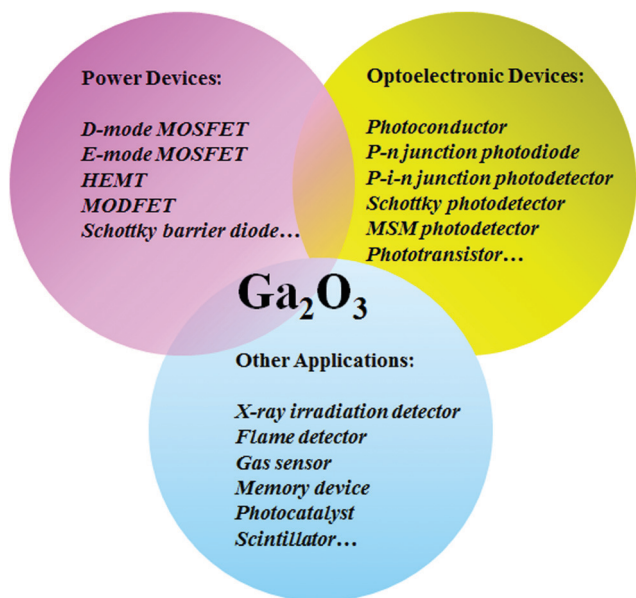 Power Devices:
D-mode MOSFET
E-mode MOSFET
HEMT
MODFET
Schottky barrier diode…
Optoelectronic Devices:
Photoconductor
P-n junction photodiode
P-i-n junction photodetector
Schottky photodetector
MSM photodetector
Phototransistor…
Ga₂O₃
Other Applications:
X-ray irradiation detector
Flame detector
Gas sensor
Memory device
Photocatalyst
Scintillator…